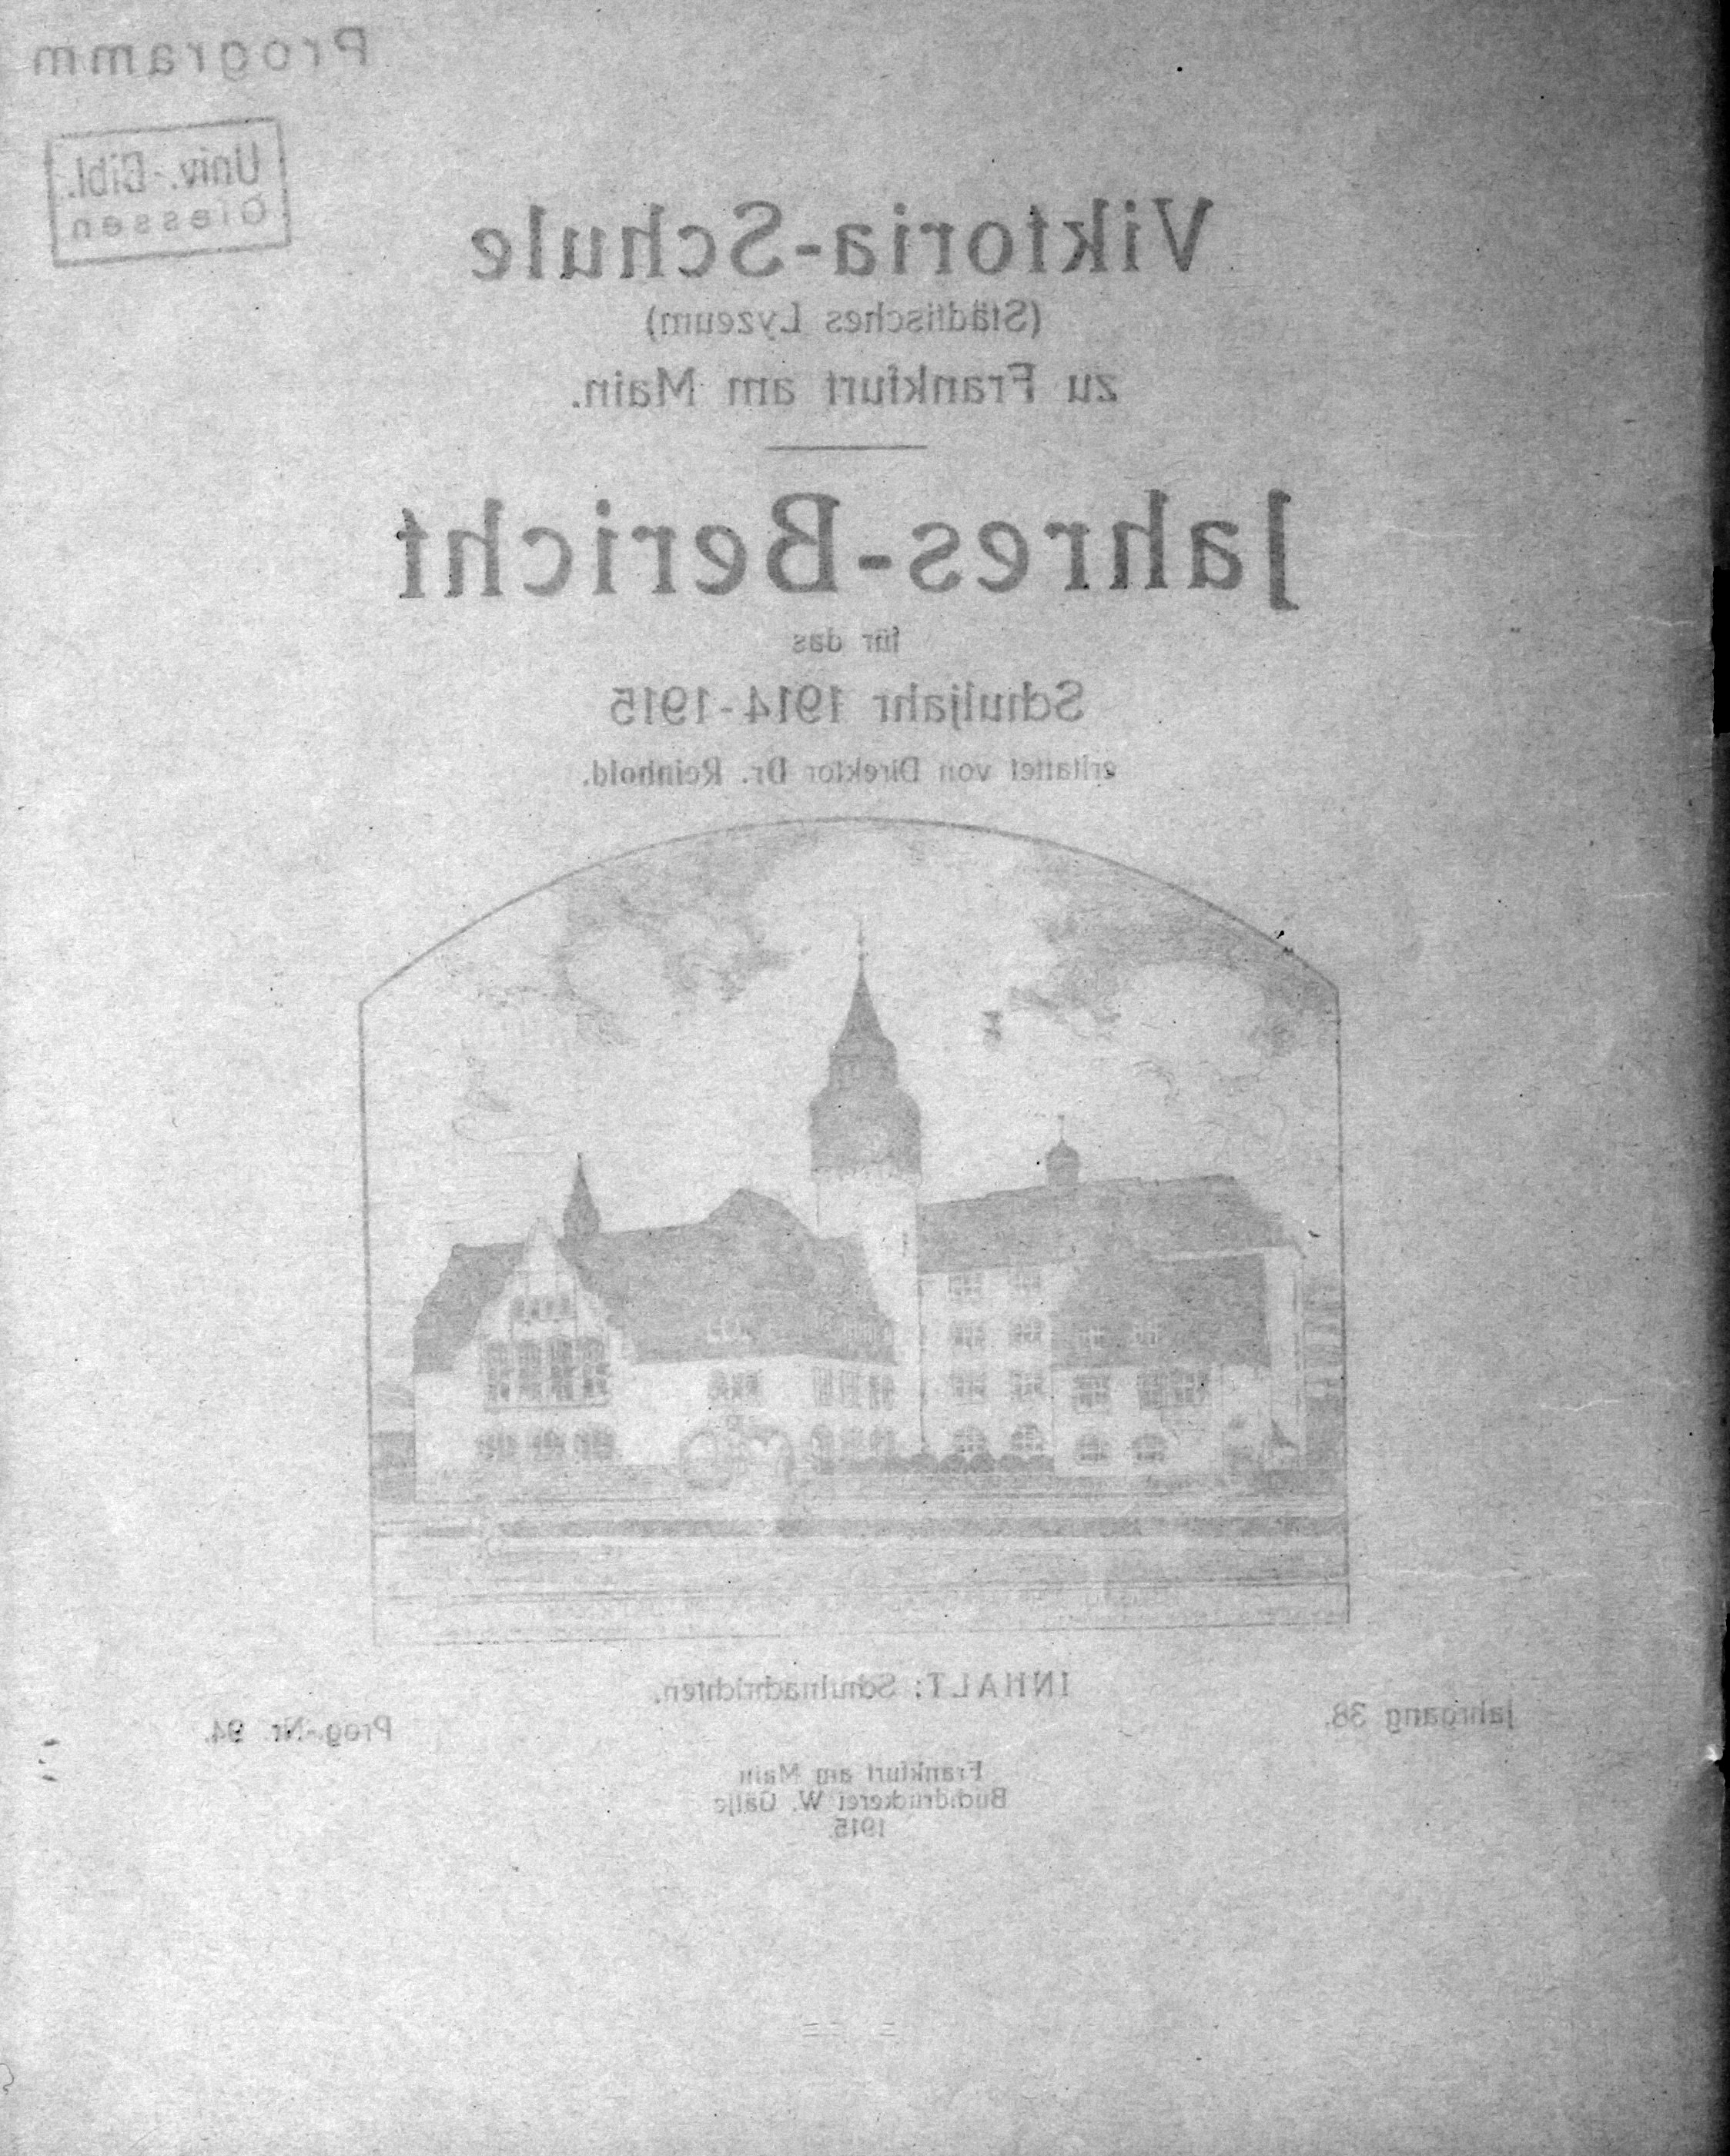 Programm
Univ.-Bibl.
Giessen
Viktoria-Schule
(Städtisches Lyzeum)
zu Frankfurt am Main.
Jahres-Bericht
für das
Schuljahr 1914-1915
erstattet von Direktor Dr. Reinhold.
INHALT: Schulnachrichten.
Jahrgang 38.
Prog.-Nr. 94.
Frankfurt am Main
Buchdruckerei W.
1915.